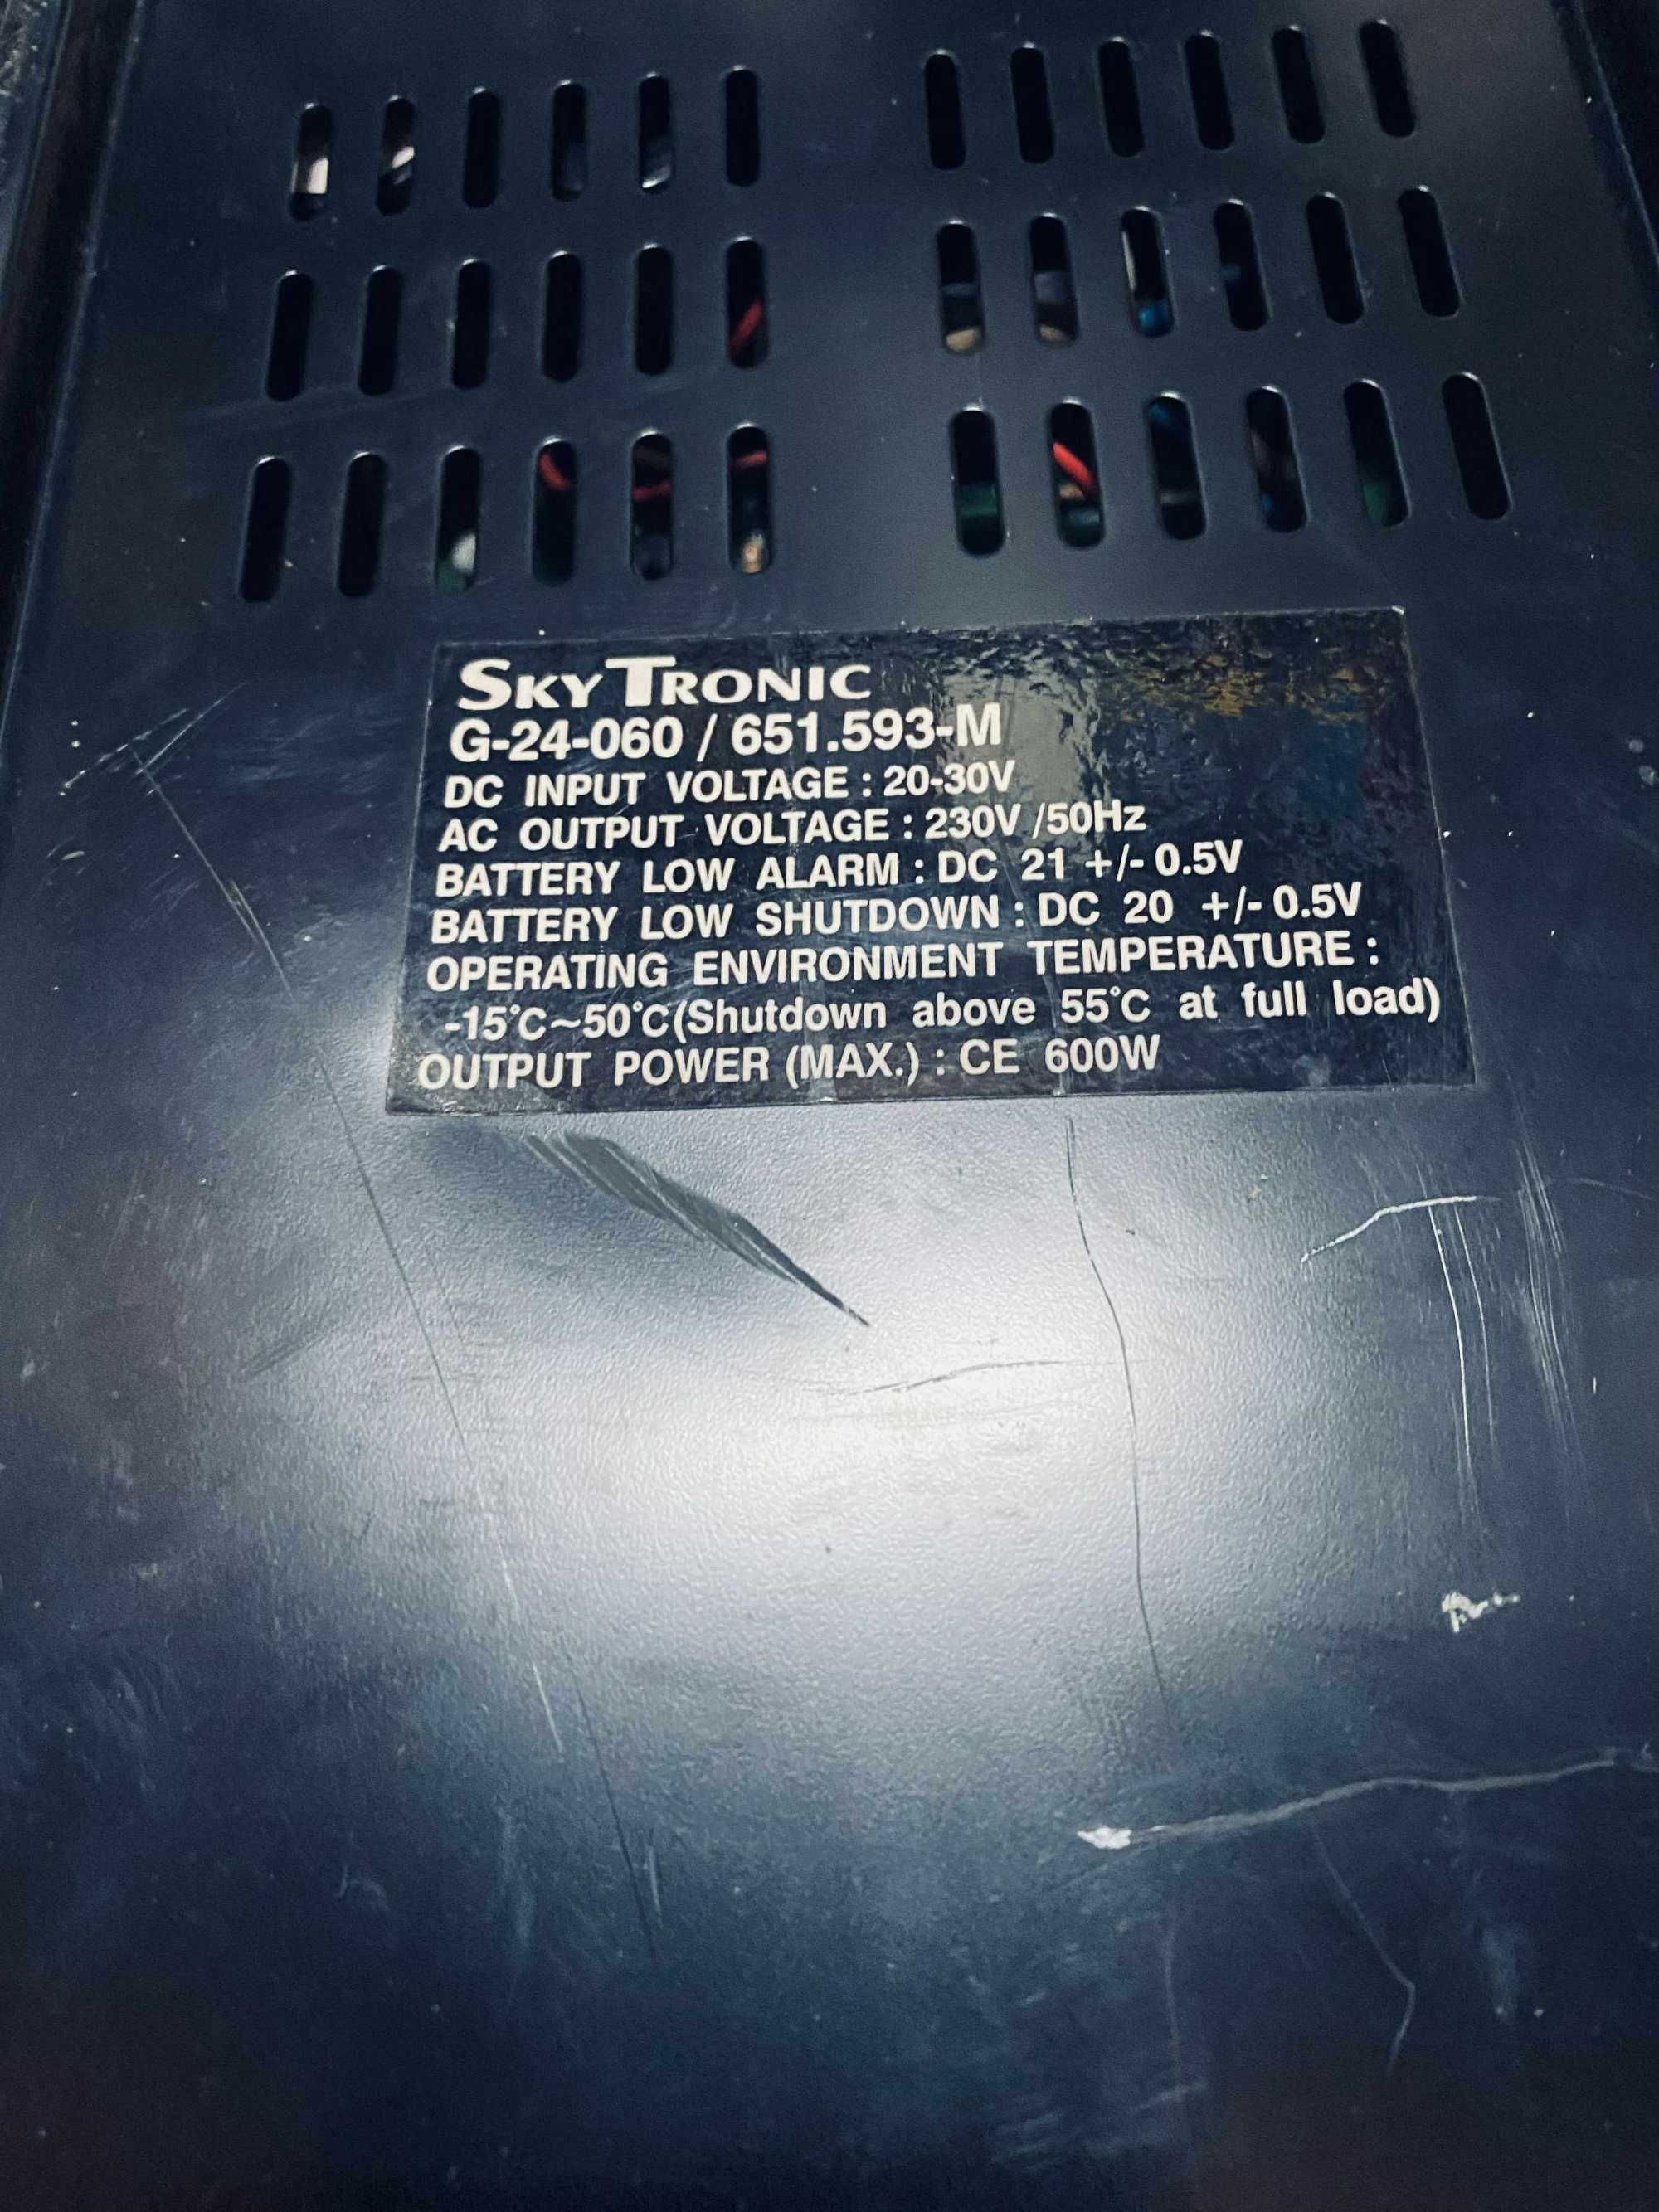 SKYTRONIC
G-24-060 / 651.593-M
DC INPUT VOLTAGE : 20-30V
AC OUTPUT VOLTAGE : 230V /50Hz
BATTERY LOW ALARM : DC 21 +/- 0.5V
BATTERY LOW SHUTDOWN : DC 20 +/- 0.5V
OPERATING ENVIRONMENT TEMPERATURE :
-15°C~50°C(Shutdown above 55°C at full load)
OUTPUT POWER (MAX.) : CE 600W